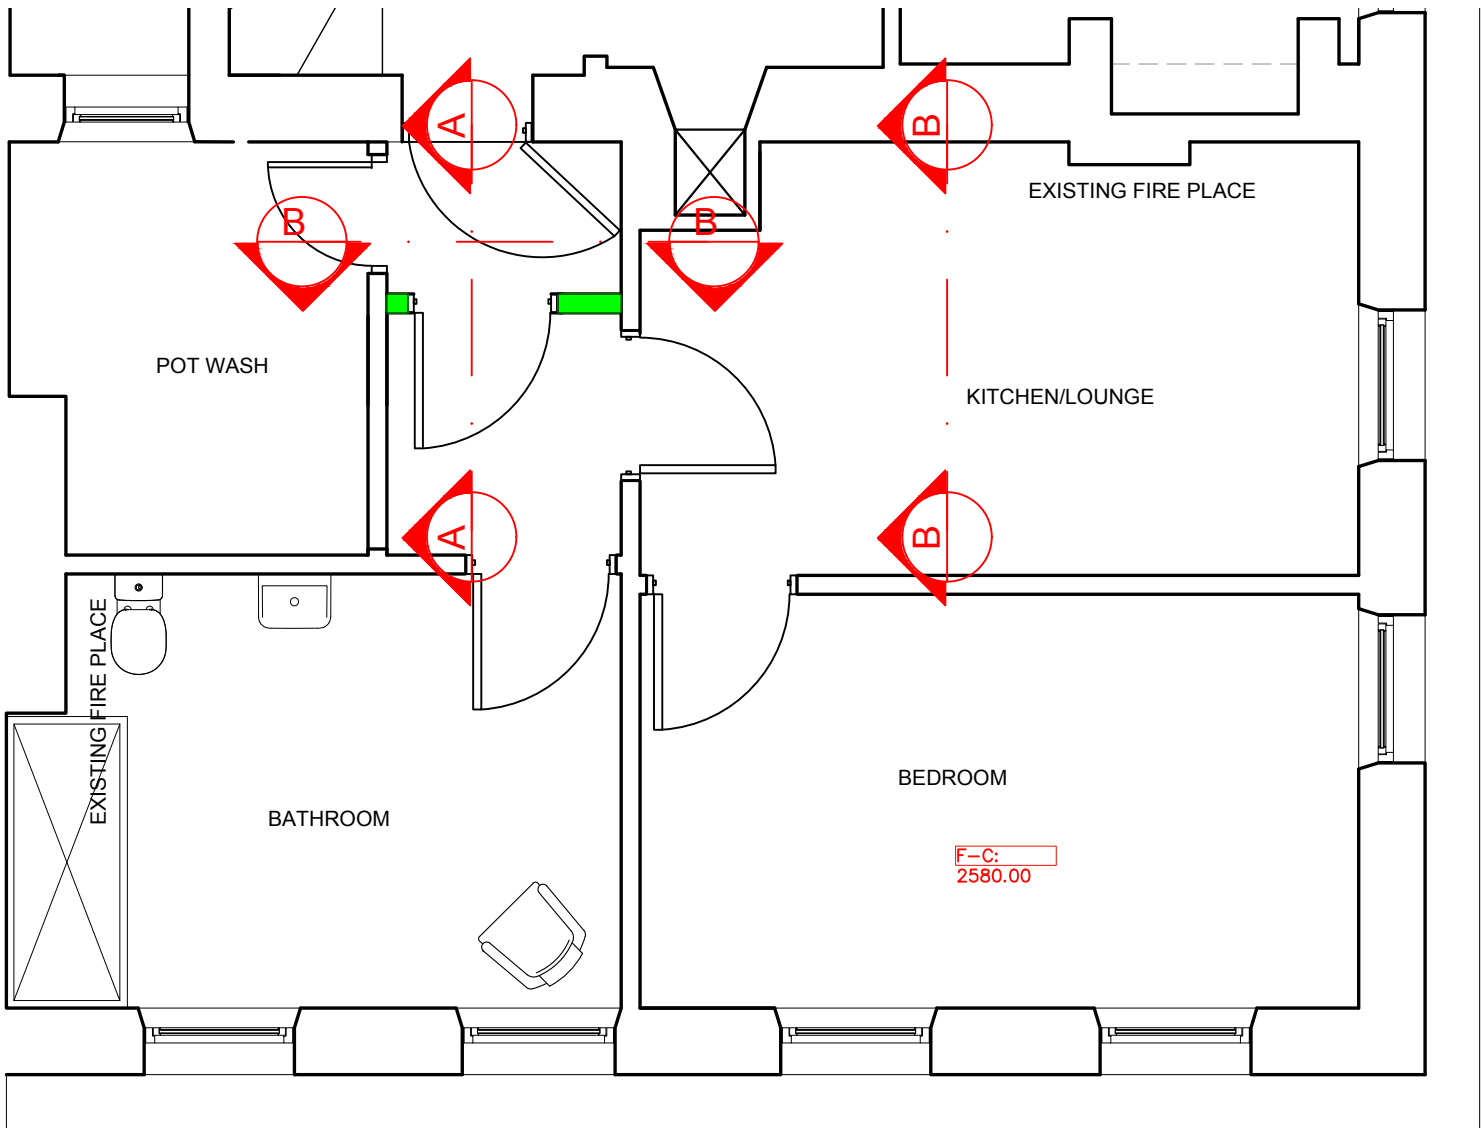 A
B
EXISTING FIRE PLACE
B
B
POT WASH
KITCHEN/LOUNGE
A
B
EXISTING FIRE PLACE
BEDROOM
BATHROOM
F-C:
2580.00